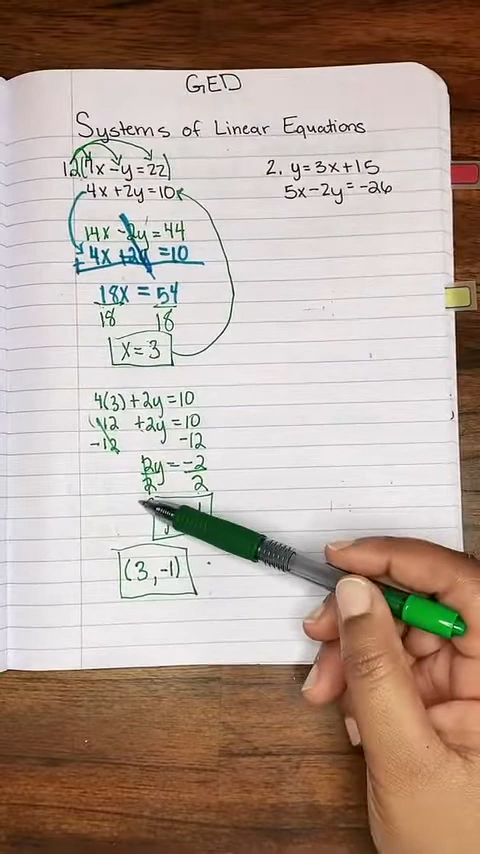 GED
Systems of Linear Equations
1 2(7x - y = 22)
4x + 2y = 10
14x - 2y = 44
+ 4x + 2y = 10
18x = 54
18 18
x = 3
4(3) + 2y = 10
12 + 2y = 10
-12 -12
2y = -2
2 2
(3, -1)
2. y = 3x + 15
5x - 2y = -26